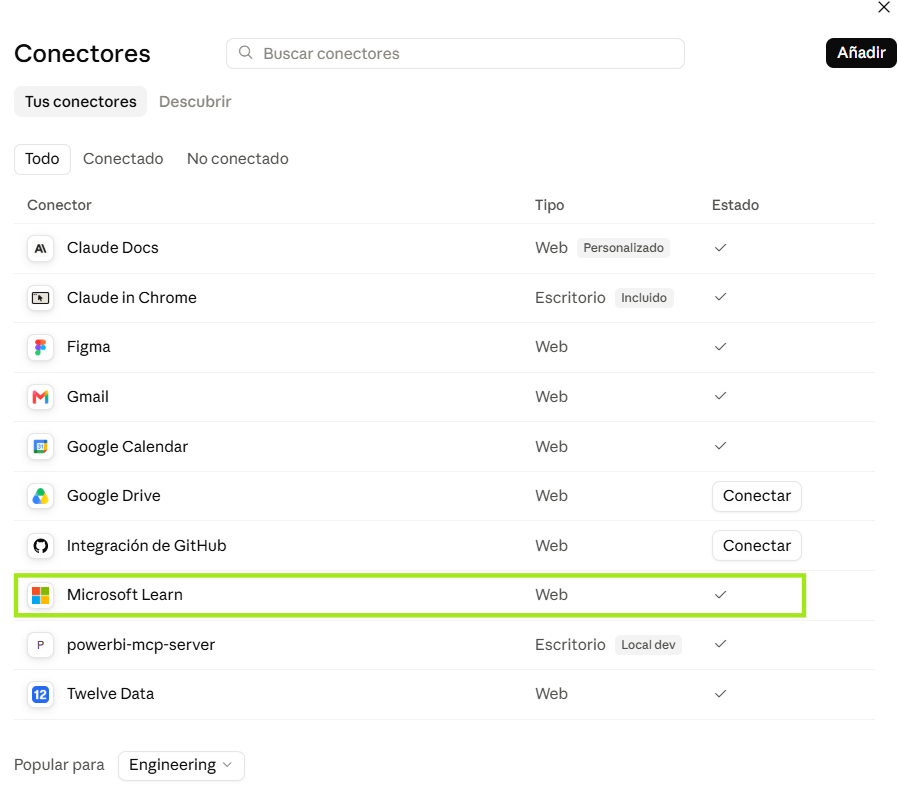 Conectores
Buscar conectores
Añadir
Tus conectores Descubrir
Todo Conectado No conectado
Conector Tipo Estado
Claude Docs Web Personalizado
Claude in Chrome Escritorio Incluido
Figma Web
Gmail Web
31 Google Calendar Web
Google Drive Web Conectar
Integración de GitHub Web Conectar
Microsoft Learn Web
P powerbi-mcp-server Escritorio Local dev
12 Twelve Data Web
Popular para Engineering